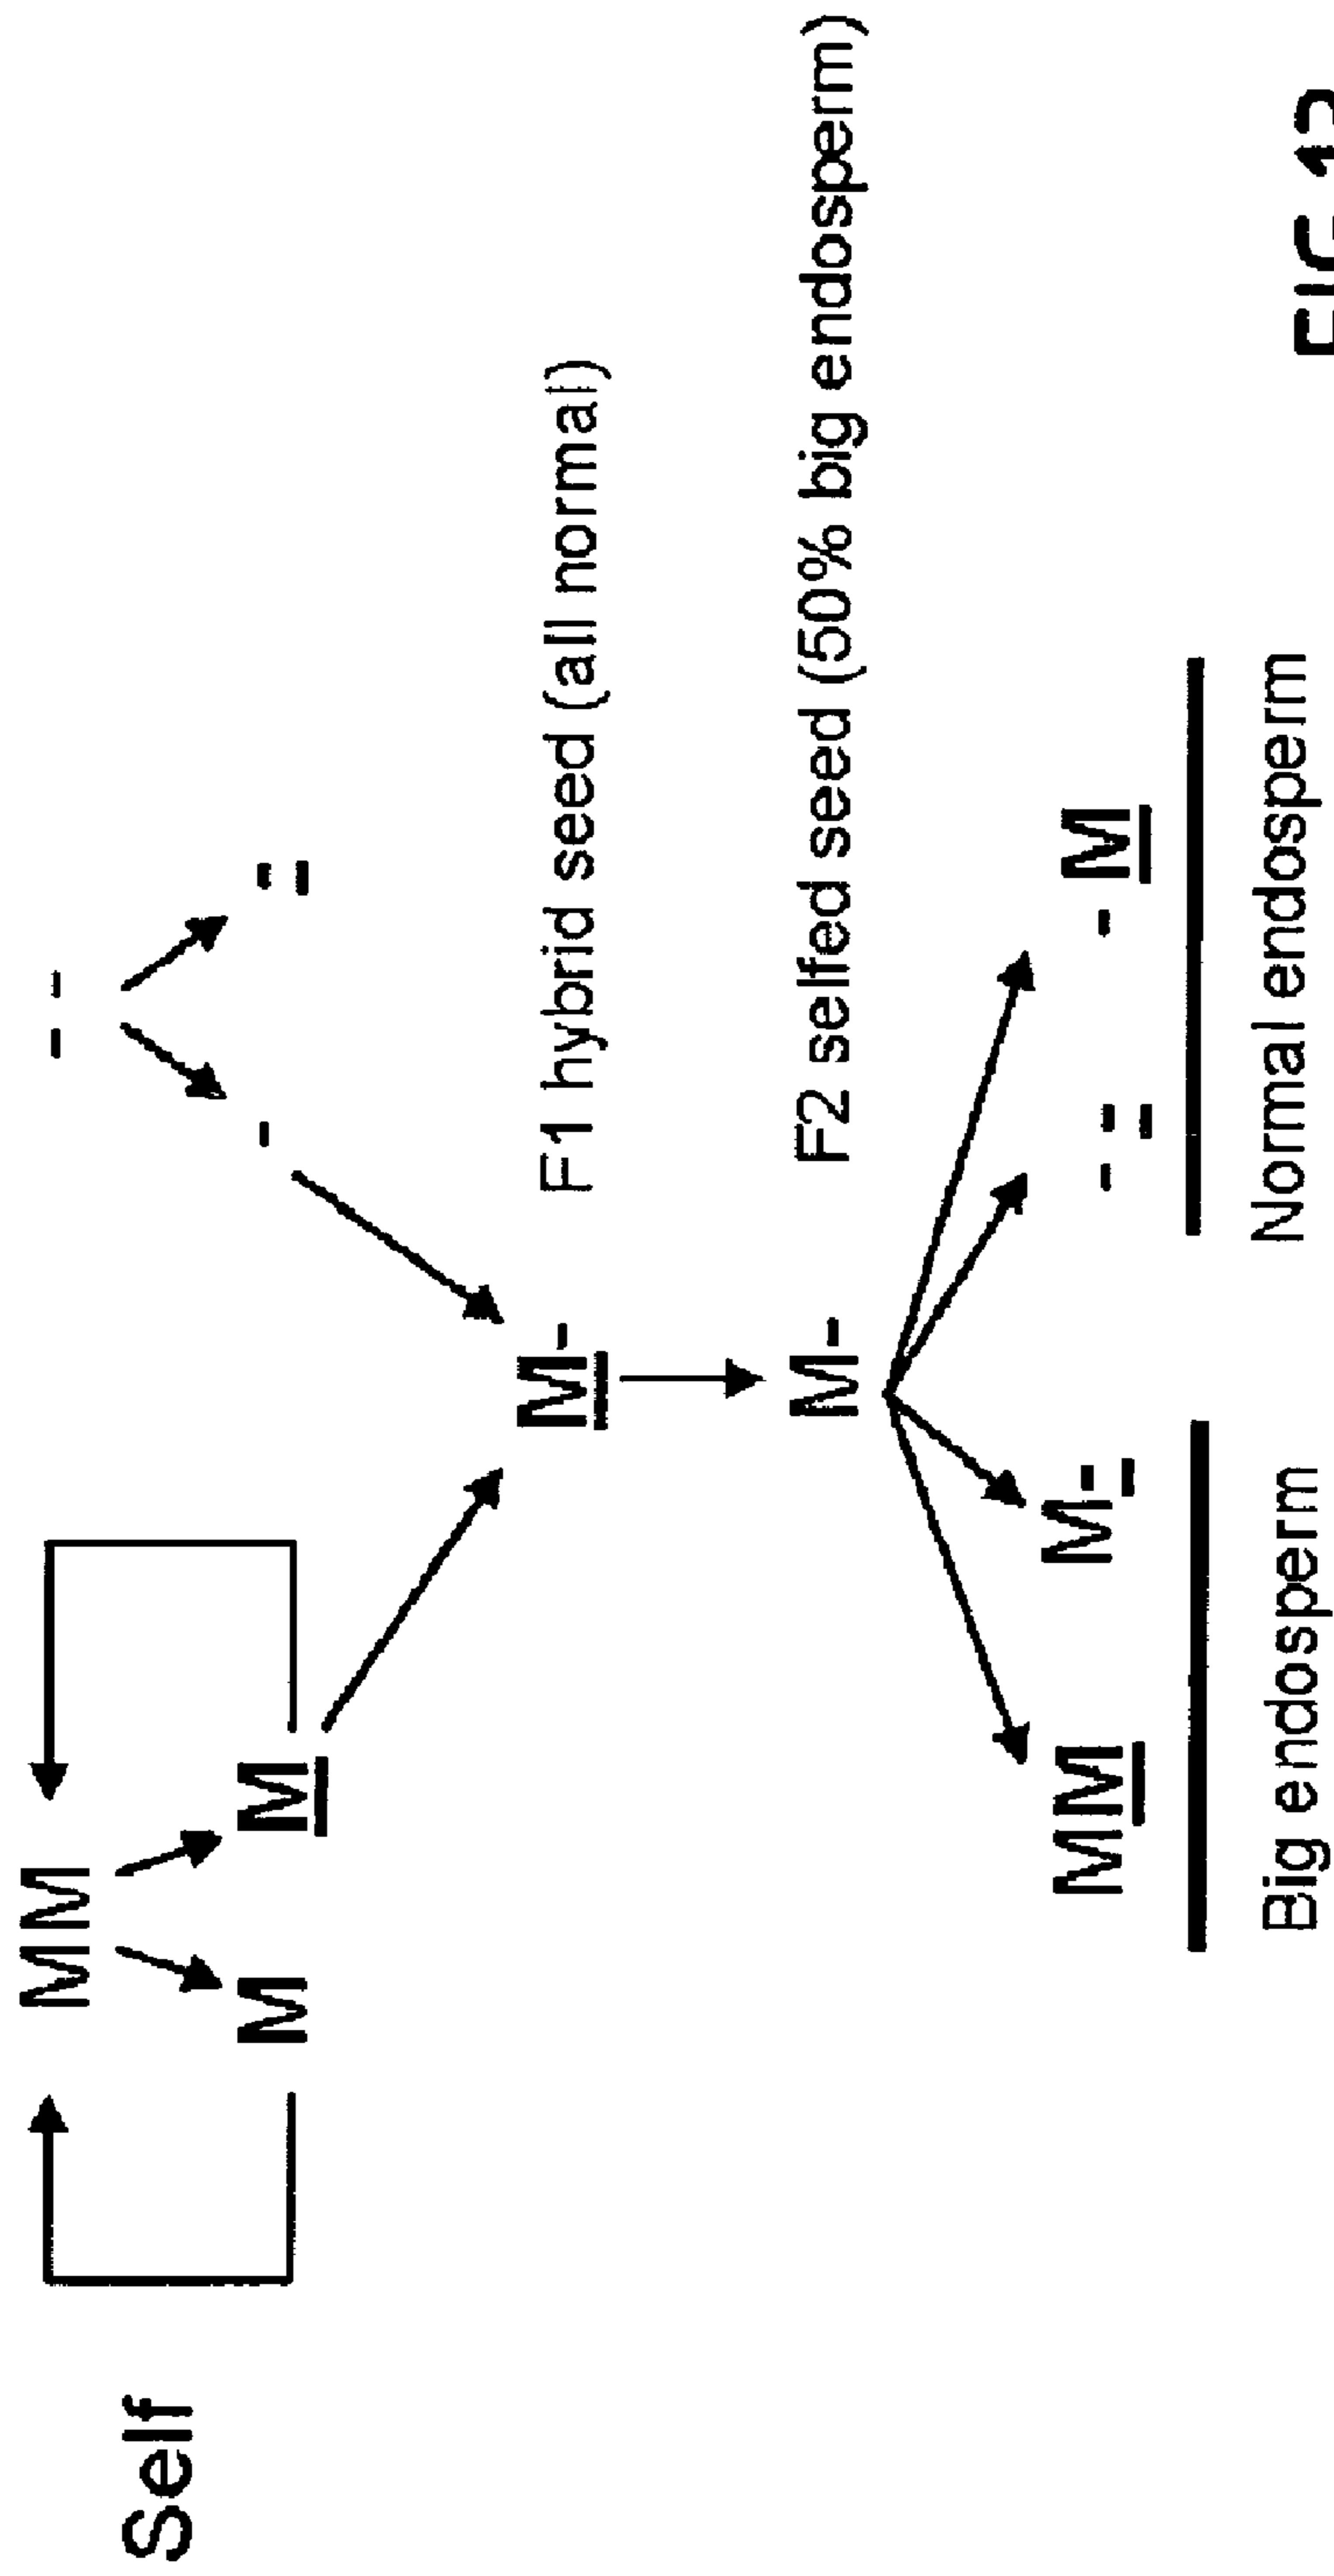 MM - -
Self
M M - -
M- F1 hybrid seed (all normal)
M- F2 selfed seed (50% big endosperm)
MM M- - - - M
Big endosperm Normal endosperm